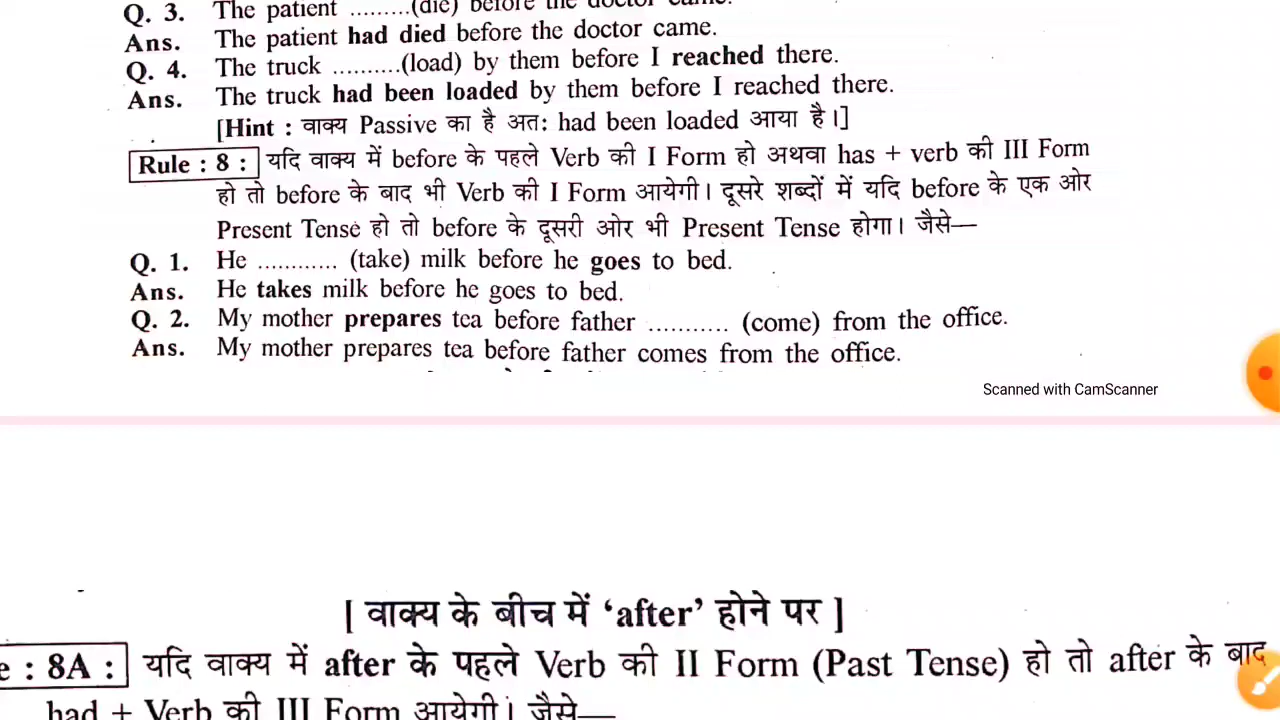 Q. 3. The patient .........(die) before the doctor came.
Ans. The patient had died before the doctor came.
Q. 4. The truck ..........(load) by them before I reached there.
Ans. The truck had been loaded by them before I reached there.
[Hint : वाक्य Passive का है अत: had been loaded आया है।]
Rule : 8 : यदि वाक्य में before के पहले Verb की I Form हो अथवा has + verb की III Form
हो तो before के बाद भी Verb की I Form आयेगी। दूसरे शब्दों में यदि before के एक ओर
Present Tense हो तो before के दूसरी ओर भी Present Tense होगा। जैसे—
Q. 1. He ............ (take) milk before he goes to bed.
Ans. He takes milk before he goes to bed.
Q. 2. My mother prepares tea before father ........... (come) from the office.
Ans. My mother prepares tea before father comes from the office.
Scanned with CamScanner
[ वाक्य के बीच में ‘after’ होने पर ]
e : 8A : यदि वाक्य में after के पहले Verb की II Form (Past Tense) हो तो after के बाद
had + Verb की III Form आयेगी। जैसे—